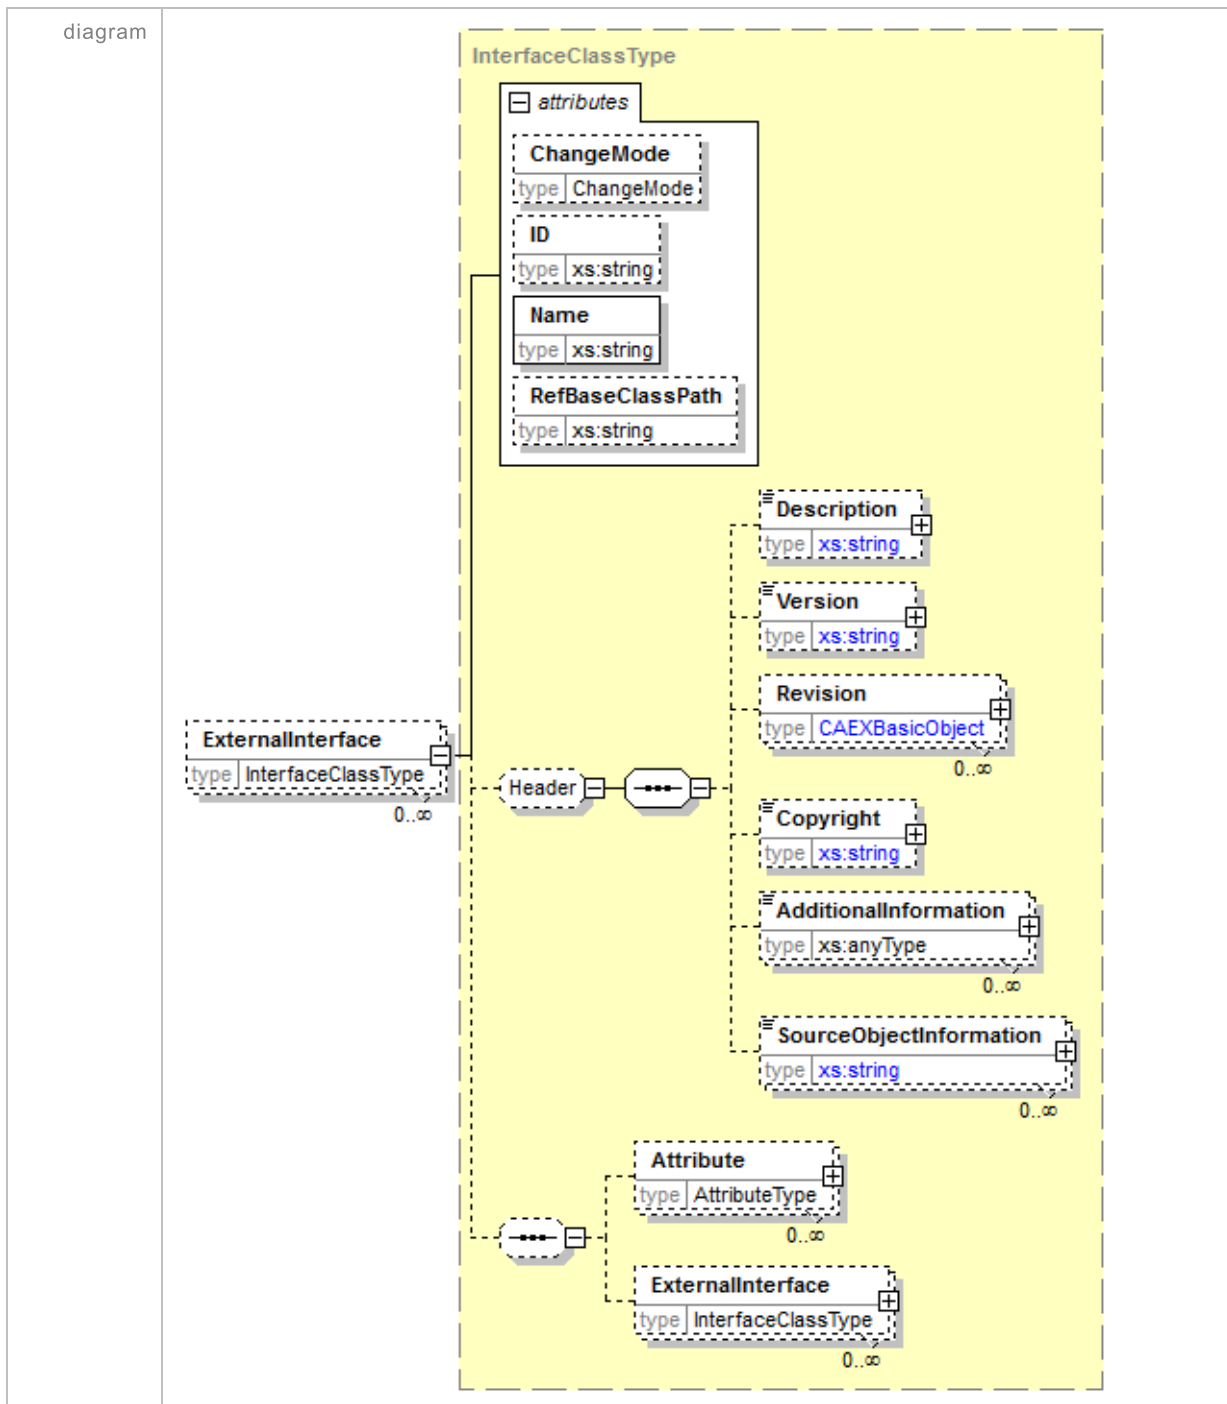 diagram
InterfaceClassType
attributes
ChangeMode
type ChangeMode
ID
type xs:string
Name
type xs:string
RefBaseClassPath
type xs:string
Description
type xs:string
Version
type xs:string
Revision
type CAEXBasicObject
0..∞
ExternalInterface
type InterfaceClassType
0..∞
Header
Copyright
type xs:string
AdditionalInformation
type xs:anyType
0..∞
SourceObjectInformation
type xs:string
0..∞
Attribute
type AttributeType
0..∞
ExternalInterface
type InterfaceClassType
0..∞